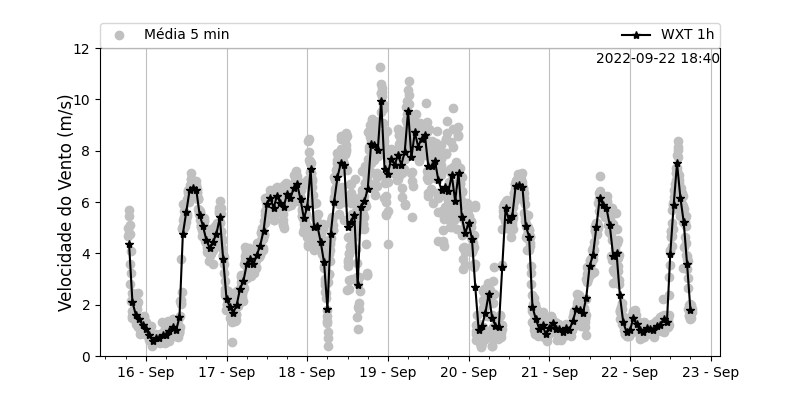 Média 5 min
WXT 1h
2022-09-22 18:40
Velocidade do Vento (m/s)
12
10
8
6
4
2
0
16 - Sep
17 - Sep
18 - Sep
19 - Sep
20 - Sep
21 - Sep
22 - Sep
23 - Sep